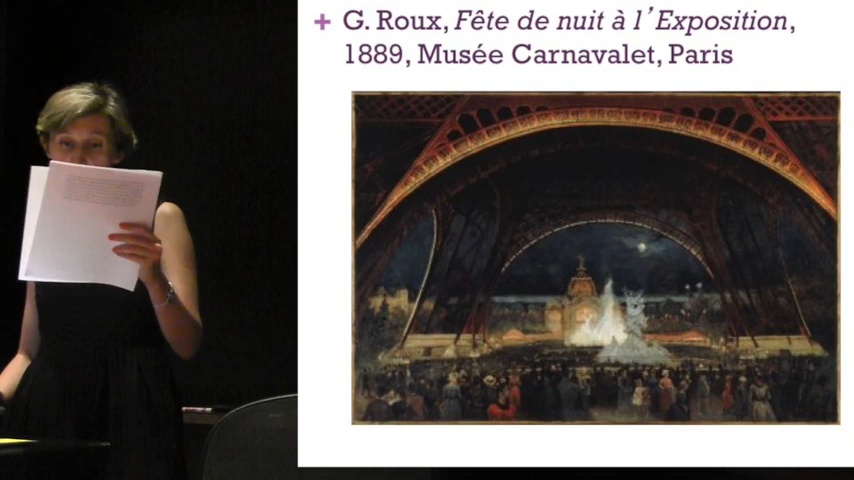 + G. Roux, Fête de nuit à l'Exposition,
1889, Musée Carnavalet, Paris